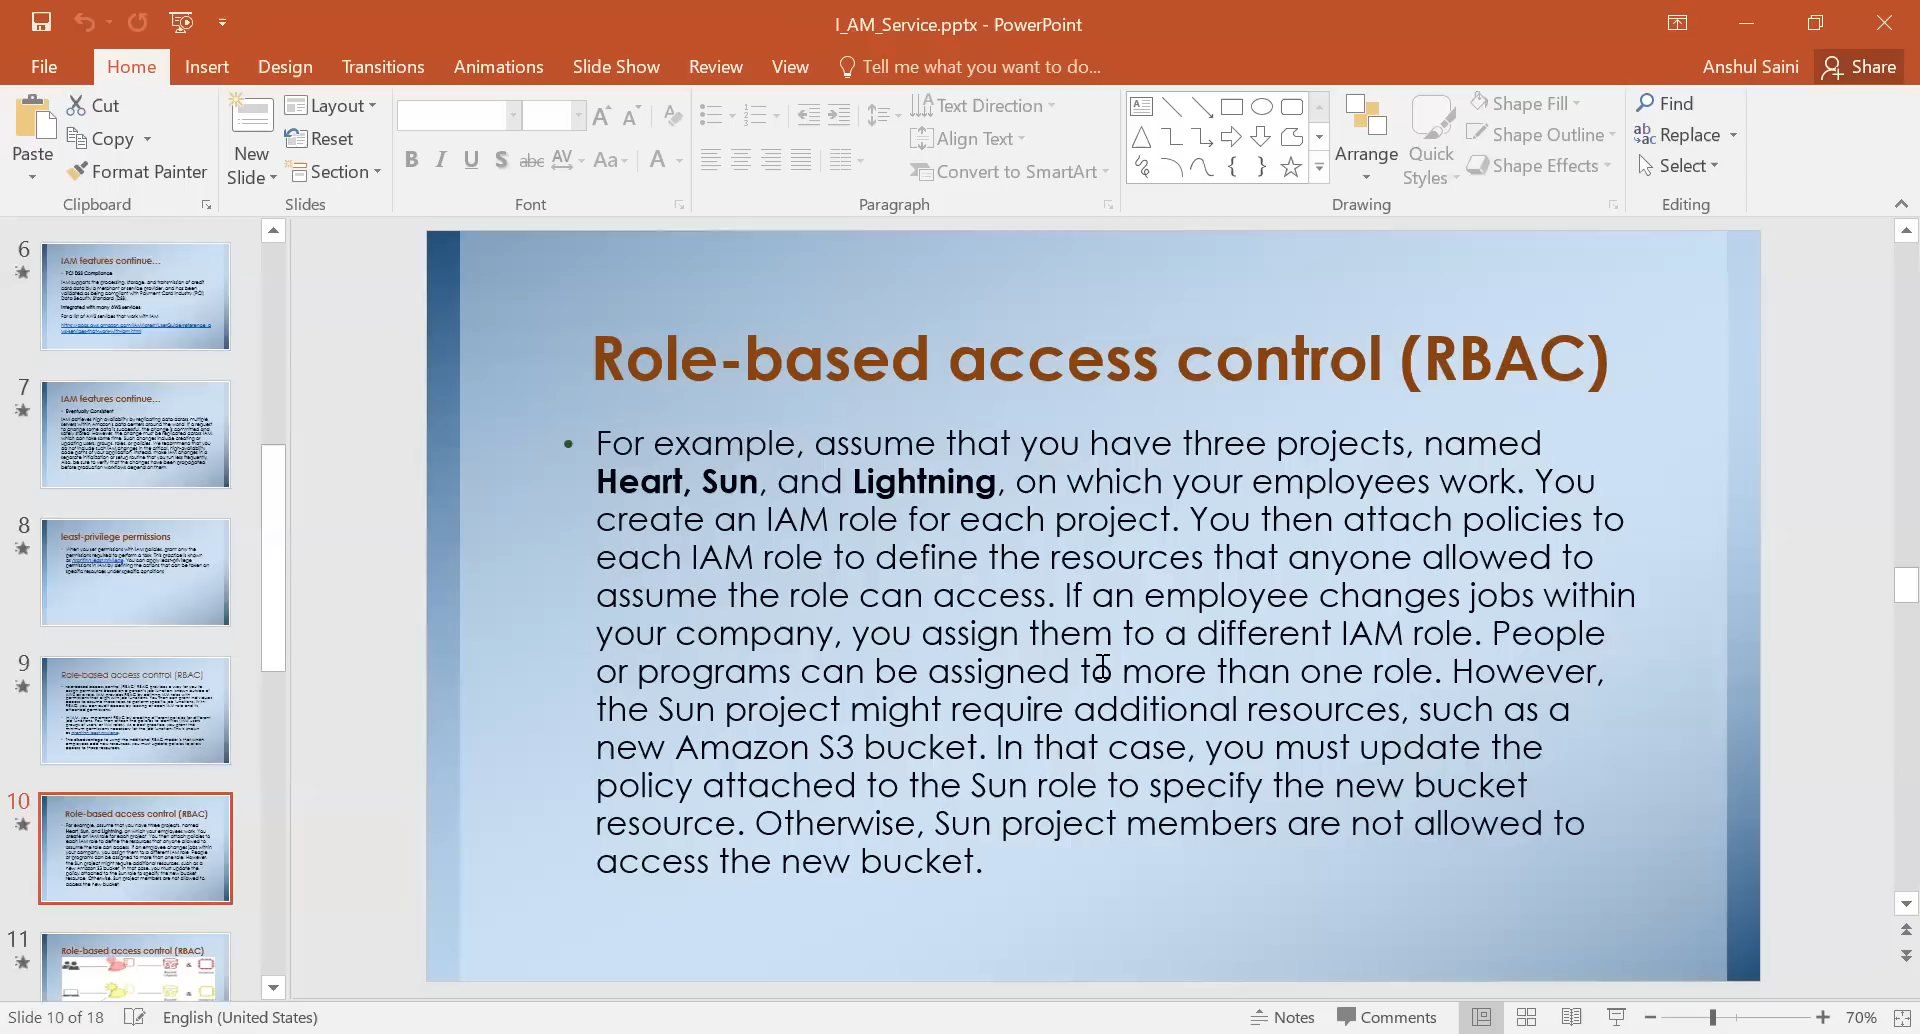 I_AM_Service.pptx - PowerPoint
File Home Insert Design Transitions Animations Slide Show Review View Tell me what you want to do... Anshul Saini Share
Paste Cut Copy Format Painter Clipboard
New Slide Layout Reset Section Slides
Font
Text Direction Align Text Convert to SmartArt Paragraph
Arrange Quick Styles Shape Fill Shape Outline Shape Effects Drawing
Find Replace Select Editing
6
IAM features continue...
PCI DSS Compliance
7
IAM features continue...
Eventually Consistent
8
least-privilege permissions
9
Role-based access control (RBAC)
10
Role-based access control (RBAC)
11
Role-based access control (RBAC)
Role-based access control (RBAC)
• For example, assume that you have three projects, named
Heart, Sun, and Lightning, on which your employees work. You
create an IAM role for each project. You then attach policies to
each IAM role to define the resources that anyone allowed to
assume the role can access. If an employee changes jobs within
your company, you assign them to a different IAM role. People
or programs can be assigned to more than one role. However,
the Sun project might require additional resources, such as a
new Amazon S3 bucket. In that case, you must update the
policy attached to the Sun role to specify the new bucket
resource. Otherwise, Sun project members are not allowed to
access the new bucket.
Slide 10 of 18 English (United States) Notes Comments 70%